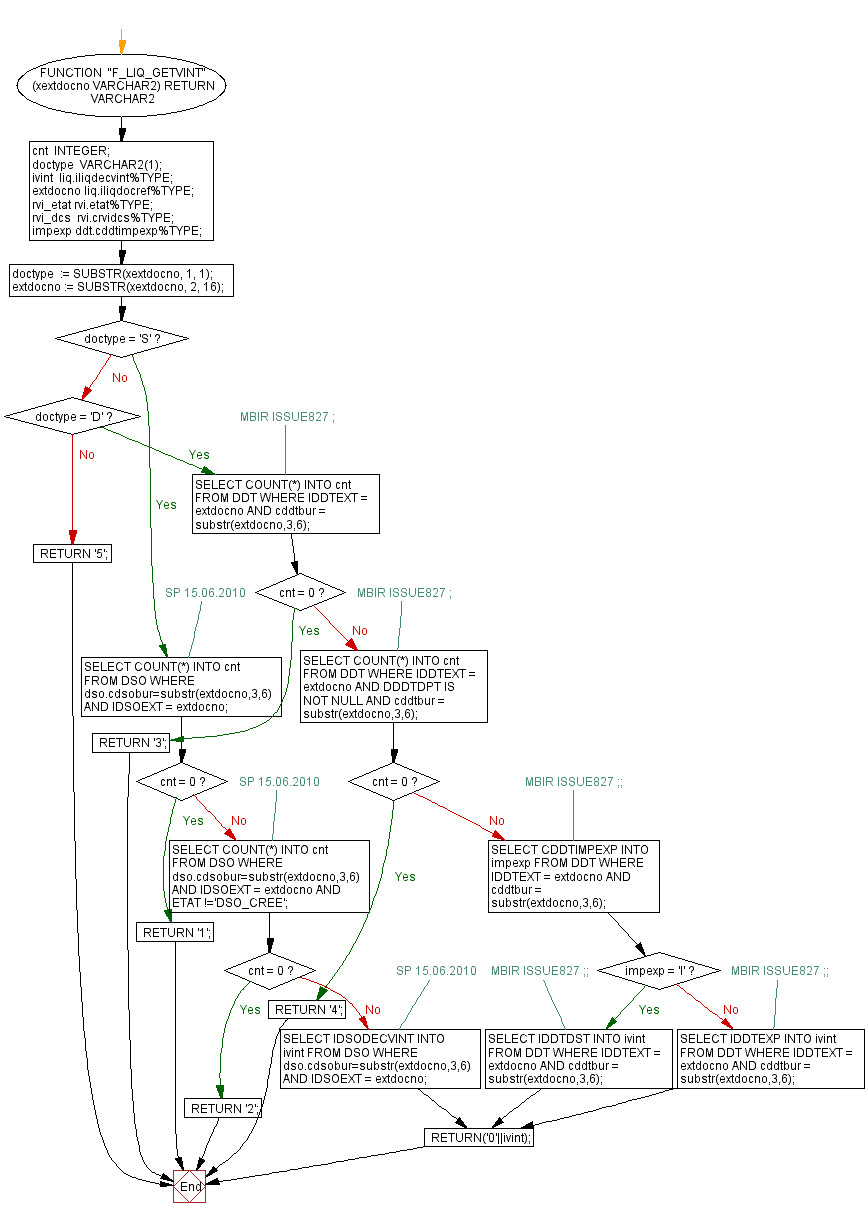 FUNCTION "F_LIQ_GETVINT"
(xextdocno VARCHAR2) RETURN
VARCHAR2
cnt INTEGER;
doctype VARCHAR2(1);
ivint liq.iliqdecvint%TYPE;
extdocno liq.iliqdocref%TYPE;
rvi_etat rvi.etat%TYPE;
rvi_dcs rvi.crvidcs%TYPE;
impexp ddt.cddtimpexp%TYPE;
doctype := SUBSTR(xextdocno, 1, 1);
extdocno := SUBSTR(xextdocno, 2, 16);
doctype = 'S' ?
No
doctype = 'D' ?
MBIR ISSUE827 ;
No
Yes
Yes
SELECT COUNT(*) INTO cnt
FROM DDT WHERE IDDTEXT =
extdocno AND cddtbur =
substr(extdocno,3,6);
RETURN '5';
SP 15.06.2010
cnt = 0 ?
MBIR ISSUE827 ;
Yes
No
SELECT COUNT(*) INTO cnt
FROM DSO WHERE
dso.cdsobur=substr(extdocno,3,6)
AND IDSOEXT = extdocno;
SELECT COUNT(*) INTO cnt
FROM DDT WHERE IDDTEXT =
extdocno AND DDDTDPT IS
NOT NULL AND cddtbur =
substr(extdocno,3,6);
RETURN '3';
cnt = 0 ?
SP 15.06.2010
cnt = 0 ?
MBIR ISSUE827 ;;
Yes
No
No
SELECT COUNT(*) INTO cnt
FROM DSO WHERE
dso.cdsobur=substr(extdocno,3,6)
AND IDSOEXT = extdocno AND
ETAT !='DSO_CREE';
Yes
SELECT CDDTIMPEXP INTO
impexp FROM DDT WHERE
IDDTEXT = extdocno AND
cddtbur =
substr(extdocno,3,6);
RETURN '1';
cnt = 0 ?
SP 15.06.2010
MBIR ISSUE827 ;;
impexp = 'I' ?
MBIR ISSUE827 ;;
Yes
RETURN '4';
No
Yes
No
SELECT IDSODECVINT INTO
ivint FROM DSO WHERE
dso.cdsobur=substr(extdocno,3,6)
AND IDSOEXT = extdocno;
SELECT IDDTDST INTO ivint
FROM DDT WHERE IDDTEXT =
extdocno AND cddtbur =
substr(extdocno,3,6);
SELECT IDDTEXP INTO ivint
FROM DDT WHERE IDDTEXT =
extdocno AND cddtbur =
substr(extdocno,3,6);
RETURN '2';
RETURN('0'||ivint);
End